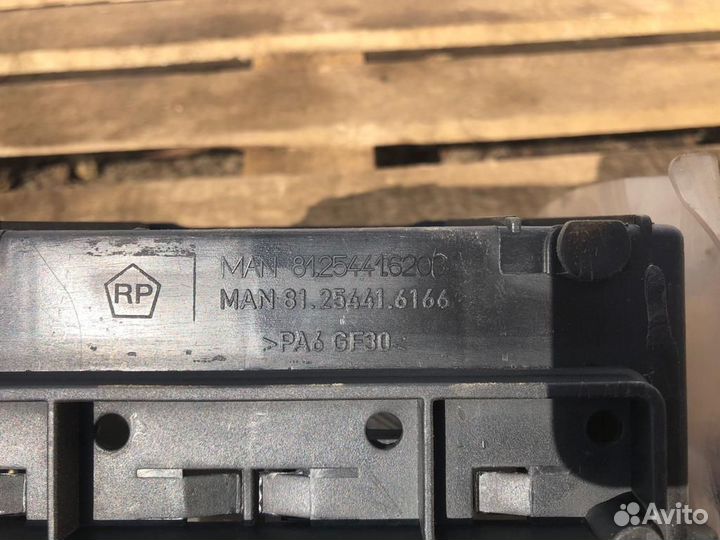 RP
MAN 81.25441.6200
MAN 81.25441.6166
>PA6 GF30<
Avito